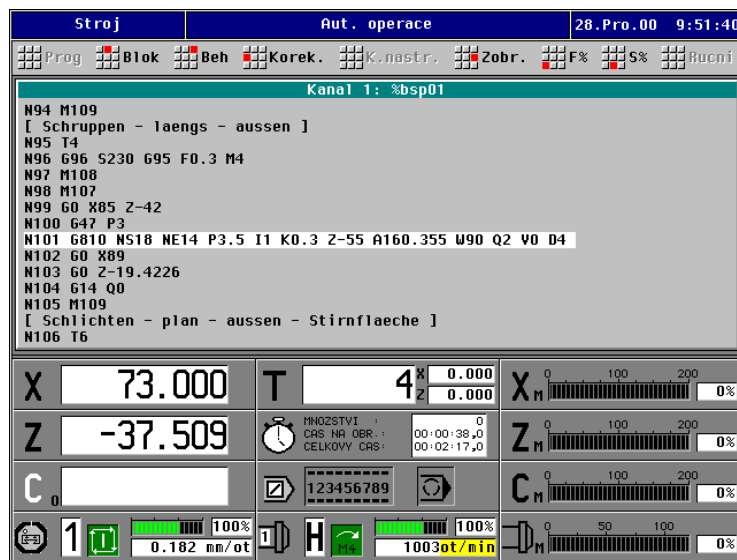 Stroj Aut. operace 28.Pro.00 9:51:40
Prog Blok Beh Korek. K.nastr. Zobr. F% S% Rucni
Kanal 1: %bsp01
N94 M109
[ Schruppen - laengs - aussen ]
N95 T4
N96 G96 S230 G95 F0.3 M4
N97 M108
N98 M107
N99 G0 X85 Z-42
N100 G47 P3
N101 G810 NS18 NE14 P3.5 I1 K0.3 Z-55 A160.355 W90 Q2 V0 D4
N102 G0 X89
N103 G0 Z-19.4226
N104 G14 Q0
N105 M109
[ Schlichten - plan - aussen - Stirnflaeche ]
N106 T6
X 73.000 T 4 X 0.000 Z 0.000 X M 0 100 200 0%
Z -37.509 MNOZSTVI : 0 Z M 0 100 200 0%
CAS NA OBR.: 00:00:38,0
CELKOVY CAS: 00:02:17,0
C 0 123456789 C M 0 100 200 0%
1 100% 1 H 100% M 0 50 100 0%
0.182 mm/ot M4 1003ot/min